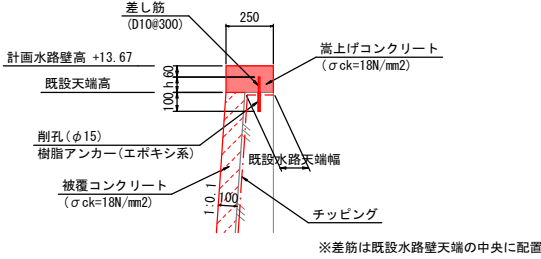 差し筋
(D10@300)
250
嵩上げコンクリート
(σck=18N/mm2)
計画水路壁高 +13.67
既設天端高
60
h
100
削孔(φ15)
樹脂アンカー(エポキシ系)
既設水路天端幅
被覆コンクリート
(σck=18N/mm2)
1:0.1
100
チッピング
※差筋は既設水路壁天端の中央に配置